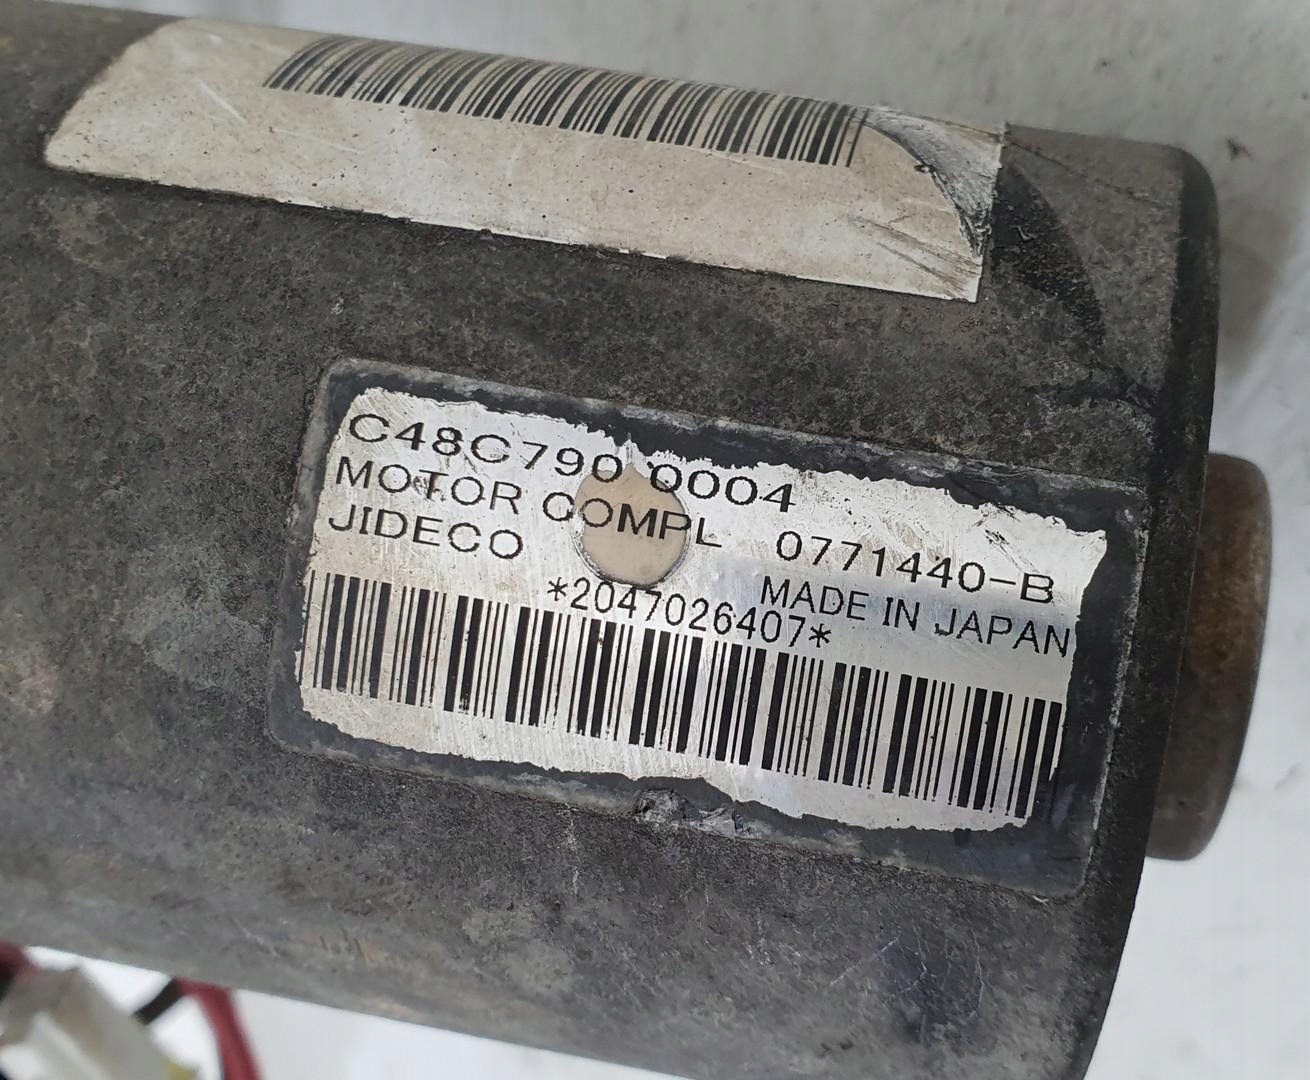 C48C790 0004
MOTOR COMPL 0771440-B
JIDECO MADE IN JAPAN
*2047026407*